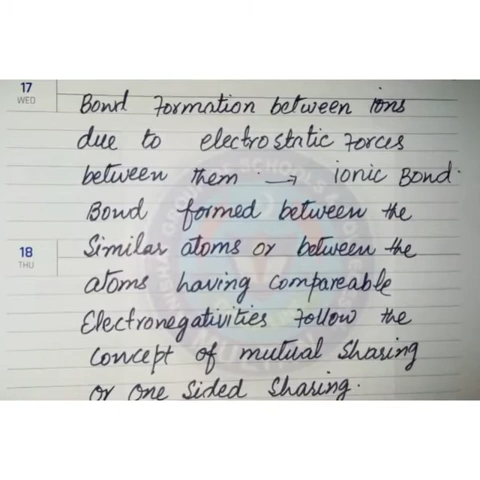 17
WED
Bond Formation between ions
due to electrostatic Forces
between them → ionic Bond.
Bond formed between the
18
THU
Similar atoms or between the
atoms having compareable
Electronegativities Follow the
concept of mutual Sharing
or one sided Sharing.